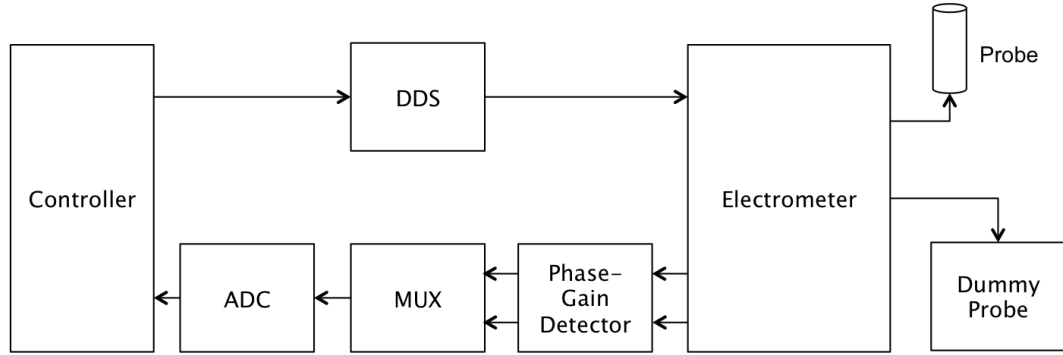 Probe
DDS
Controller
Electrometer
ADC
MUX
Phase-
Gain
Detector
Dummy
Probe